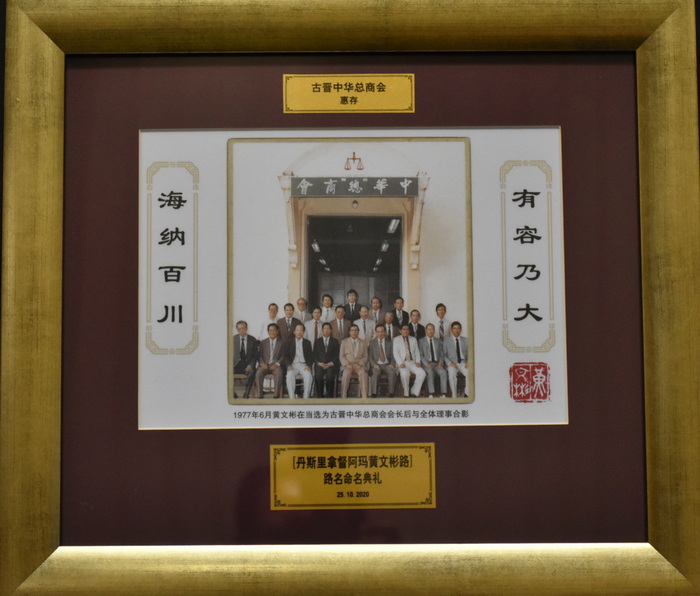 古晋中华总商会
惠存
海纳百川
會商"總"華中
有容乃大
黄文彬
1977年6月黄文彬在当选为古晋中华总商会会长后与全体理事合影
[丹斯里拿督阿玛黄文彬路]
路名命名典礼
25. 10. 2020